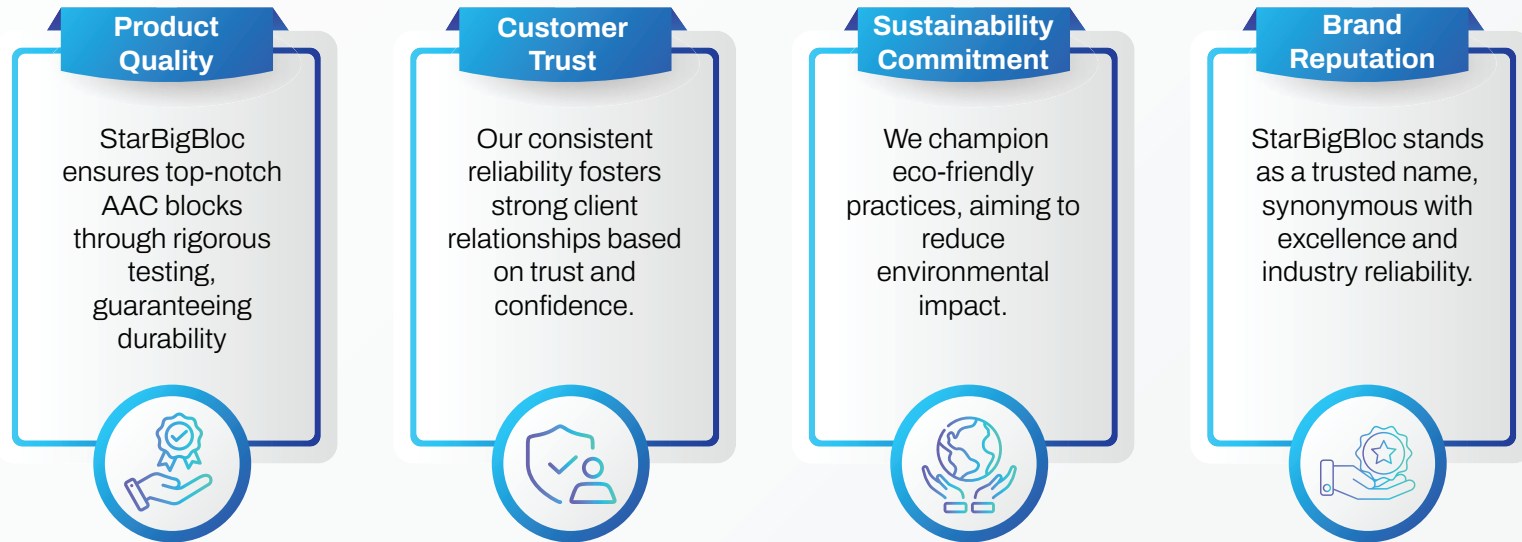 Product
Quality
StarBigBloc
ensures top-notch
AAC blocks
through rigorous
testing,
guaranteeing
durability
Customer
Trust
Our consistent
reliability fosters
strong client
relationships based
on trust and
confidence.
Sustainability
Commitment
We champion
eco-friendly
practices, aiming to
reduce
environmental
impact.
Brand
Reputation
StarBigBloc stands
as a trusted name,
synonymous with
excellence and
industry reliability.